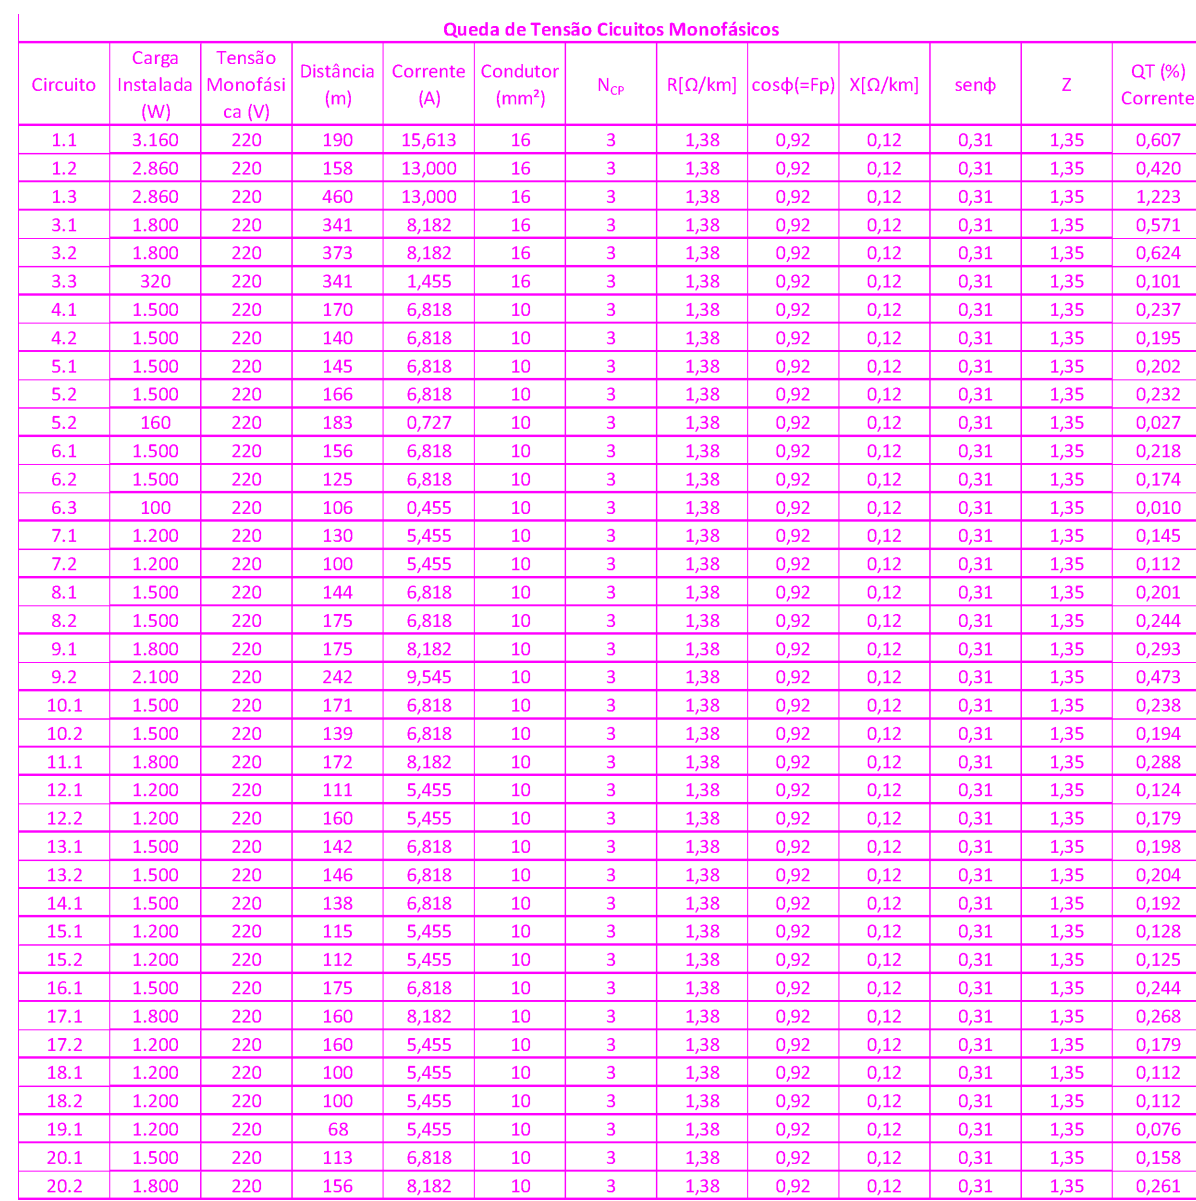 Queda de Tensão Cicuitos Monofásicos
Circuito Carga Instalada (W) Tensão Monofási ca (V) Distância (m) Corrente (A) Condutor (mm²) NCP R[Ω/km] cosϕ(=Fp) X[Ω/km] senϕ Z QT (%) Corrente
1.1 3.160 220 190 15,613 16 3 1,38 0,92 0,12 0,31 1,35 0,607
1.2 2.860 220 158 13,000 16 3 1,38 0,92 0,12 0,31 1,35 0,420
1.3 2.860 220 460 13,000 16 3 1,38 0,92 0,12 0,31 1,35 1,223
3.1 1.800 220 341 8,182 16 3 1,38 0,92 0,12 0,31 1,35 0,571
3.2 1.800 220 373 8,182 16 3 1,38 0,92 0,12 0,31 1,35 0,624
3.3 320 220 341 1,455 16 3 1,38 0,92 0,12 0,31 1,35 0,101
4.1 1.500 220 170 6,818 10 3 1,38 0,92 0,12 0,31 1,35 0,237
4.2 1.500 220 140 6,818 10 3 1,38 0,92 0,12 0,31 1,35 0,195
5.1 1.500 220 145 6,818 10 3 1,38 0,92 0,12 0,31 1,35 0,202
5.2 1.500 220 166 6,818 10 3 1,38 0,92 0,12 0,31 1,35 0,232
5.2 160 220 183 0,727 10 3 1,38 0,92 0,12 0,31 1,35 0,027
6.1 1.500 220 156 6,818 10 3 1,38 0,92 0,12 0,31 1,35 0,218
6.2 1.500 220 125 6,818 10 3 1,38 0,92 0,12 0,31 1,35 0,174
6.3 100 220 106 0,455 10 3 1,38 0,92 0,12 0,31 1,35 0,010
7.1 1.200 220 130 5,455 10 3 1,38 0,92 0,12 0,31 1,35 0,145
7.2 1.200 220 100 5,455 10 3 1,38 0,92 0,12 0,31 1,35 0,112
8.1 1.500 220 144 6,818 10 3 1,38 0,92 0,12 0,31 1,35 0,201
8.2 1.500 220 175 6,818 10 3 1,38 0,92 0,12 0,31 1,35 0,244
9.1 1.800 220 175 8,182 10 3 1,38 0,92 0,12 0,31 1,35 0,293
9.2 2.100 220 242 9,545 10 3 1,38 0,92 0,12 0,31 1,35 0,473
10.1 1.500 220 171 6,818 10 3 1,38 0,92 0,12 0,31 1,35 0,238
10.2 1.500 220 139 6,818 10 3 1,38 0,92 0,12 0,31 1,35 0,194
11.1 1.800 220 172 8,182 10 3 1,38 0,92 0,12 0,31 1,35 0,288
12.1 1.200 220 111 5,455 10 3 1,38 0,92 0,12 0,31 1,35 0,124
12.2 1.200 220 160 5,455 10 3 1,38 0,92 0,12 0,31 1,35 0,179
13.1 1.500 220 142 6,818 10 3 1,38 0,92 0,12 0,31 1,35 0,198
13.2 1.500 220 146 6,818 10 3 1,38 0,92 0,12 0,31 1,35 0,204
14.1 1.500 220 138 6,818 10 3 1,38 0,92 0,12 0,31 1,35 0,192
15.1 1.200 220 115 5,455 10 3 1,38 0,92 0,12 0,31 1,35 0,128
15.2 1.200 220 112 5,455 10 3 1,38 0,92 0,12 0,31 1,35 0,125
16.1 1.500 220 175 6,818 10 3 1,38 0,92 0,12 0,31 1,35 0,244
17.1 1.800 220 160 8,182 10 3 1,38 0,92 0,12 0,31 1,35 0,268
17.2 1.200 220 160 5,455 10 3 1,38 0,92 0,12 0,31 1,35 0,179
18.1 1.200 220 100 5,455 10 3 1,38 0,92 0,12 0,31 1,35 0,112
18.2 1.200 220 100 5,455 10 3 1,38 0,92 0,12 0,31 1,35 0,112
19.1 1.200 220 68 5,455 10 3 1,38 0,92 0,12 0,31 1,35 0,076
20.1 1.500 220 113 6,818 10 3 1,38 0,92 0,12 0,31 1,35 0,158
20.2 1.800 220 156 8,182 10 3 1,38 0,92 0,12 0,31 1,35 0,261